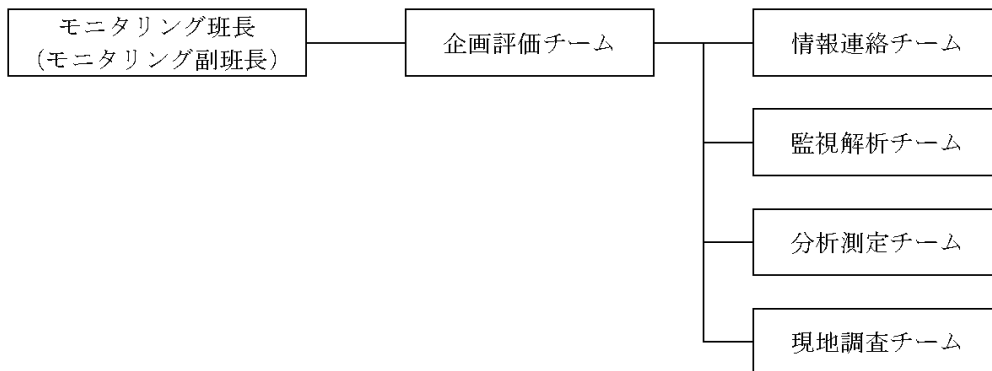 モニタリング班長
(モニタリング副班長)
企画評価チーム
情報連絡チーム
監視解析チーム
分析測定チーム
現地調査チーム